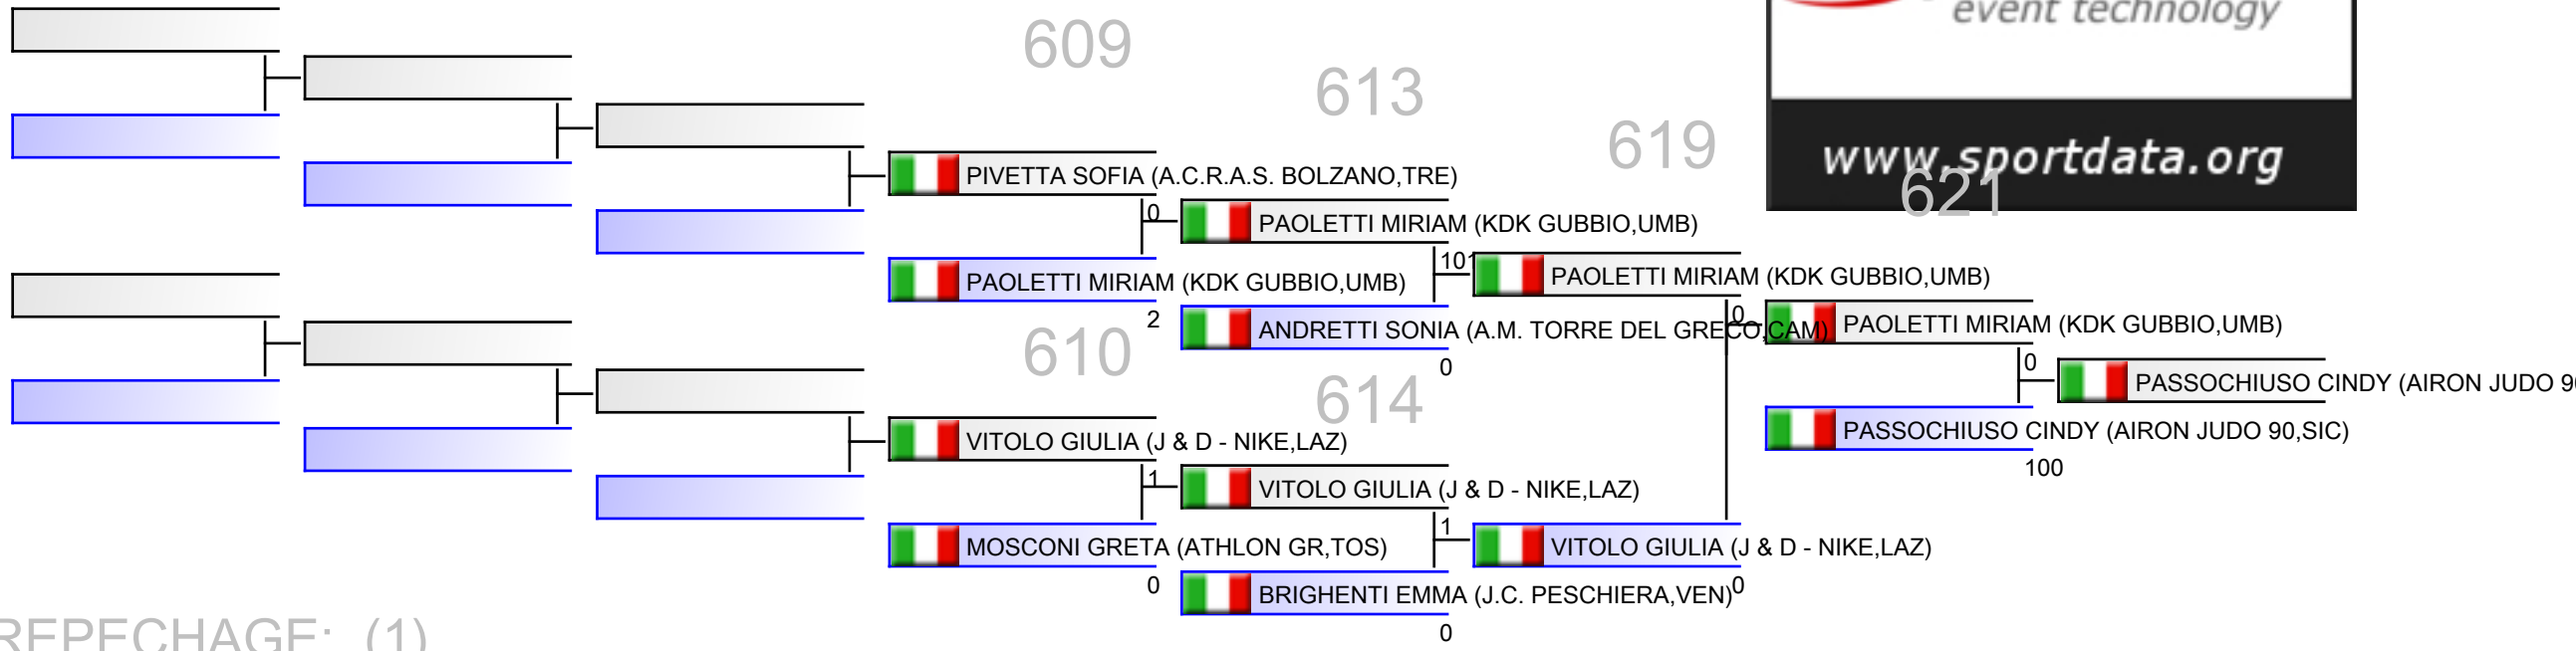 event technology
www.sportdata.org
609
613
619
621
PIVETTA SOFIA (A.C.R.A.S. BOLZANO,TRE)
0
PAOLETTI MIRIAM (KDK GUBBIO,UMB)
PAOLETTI MIRIAM (KDK GUBBIO,UMB)
2
101
PAOLETTI MIRIAM (KDK GUBBIO,UMB)
ANDRETTI SONIA (A.M. TORRE DEL GRECO,CAM)
0
0
PAOLETTI MIRIAM (KDK GUBBIO,UMB)
0
PASSOCHIUSO CINDY (AIRON JUDO 90
PASSOCHIUSO CINDY (AIRON JUDO 90,SIC)
100
610
614
VITOLO GIULIA (J & D - NIKE,LAZ)
1
VITOLO GIULIA (J & D - NIKE,LAZ)
MOSCONI GRETA (ATHLON GR,TOS)
0
1
VITOLO GIULIA (J & D - NIKE,LAZ)
0
BRIGHENTI EMMA (J.C. PESCHIERA,VEN)
0
REPECHAGE: (1)